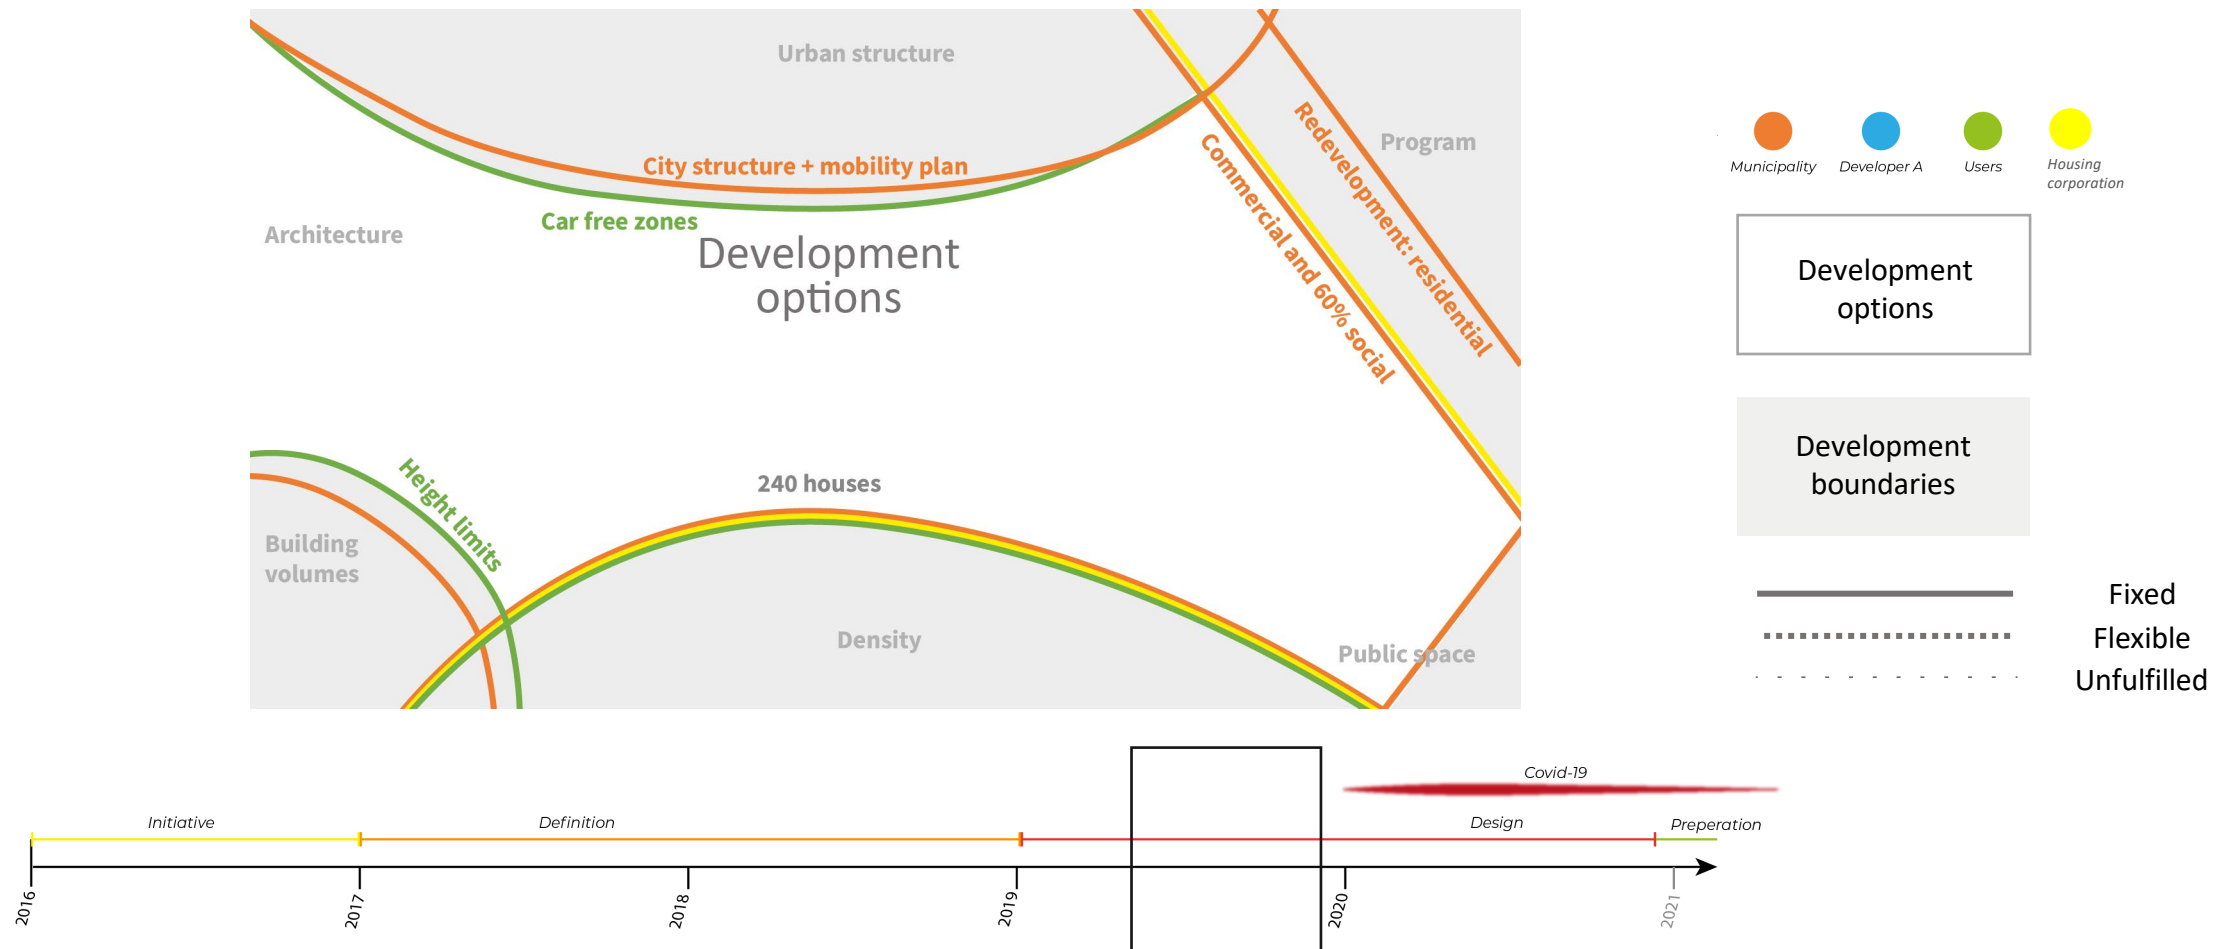 Urban structure
City structure + mobility plan
Car free zones
Architecture
Development
options
Commercial and 60% social
Redevelopment: residential
Program
Height limits
240 houses
Building
volumes
Density
Public space
Municipality
Developer A
Users
Housing
corporation
Development
options
Development
boundaries
Fixed
Flexible
Unfulfilled
Covid-19
Initiative
Definition
Design
Preperation
2016
2017
2018
2019
2020
2021